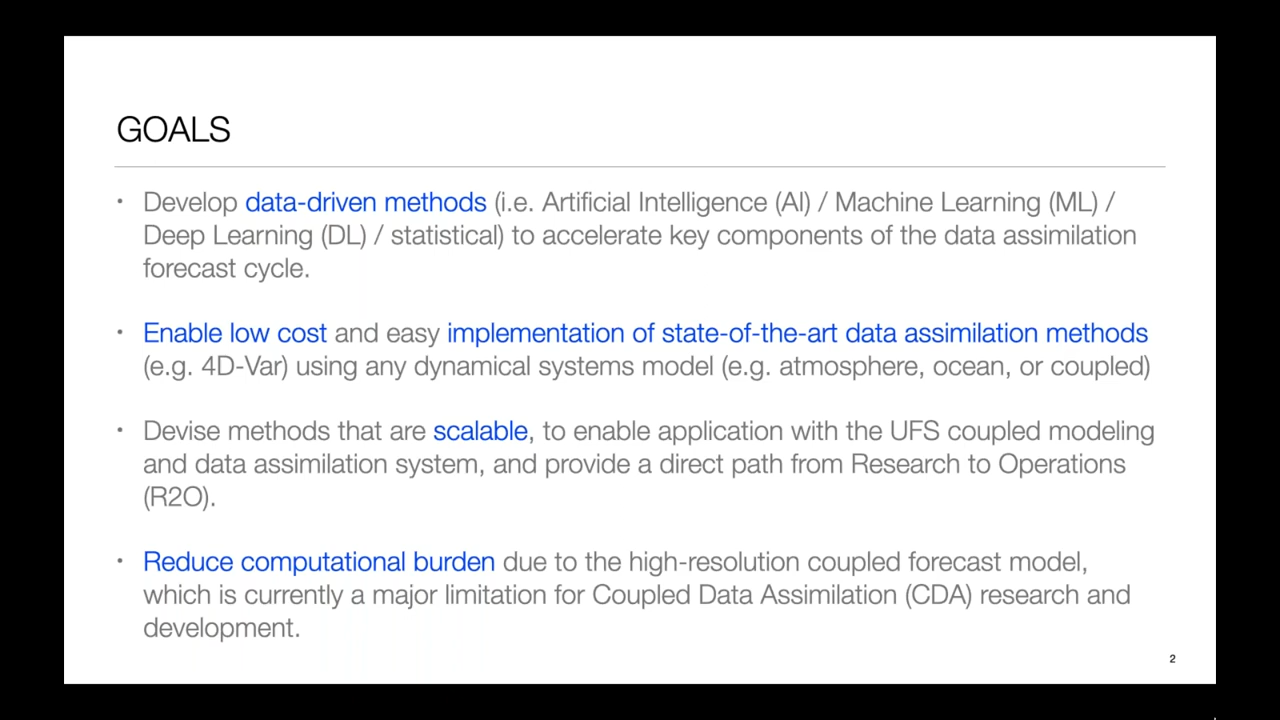 GOALS
• Develop data-driven methods (i.e. Artificial Intelligence (AI) / Machine Learning (ML) /
Deep Learning (DL) / statistical) to accelerate key components of the data assimilation
forecast cycle.
• Enable low cost and easy implementation of state-of-the-art data assimilation methods
(e.g. 4D-Var) using any dynamical systems model (e.g. atmosphere, ocean, or coupled)
• Devise methods that are scalable, to enable application with the UFS coupled modeling
and data assimilation system, and provide a direct path from Research to Operations
(R2O).
• Reduce computational burden due to the high-resolution coupled forecast model,
which is currently a major limitation for Coupled Data Assimilation (CDA) research and
development.
2